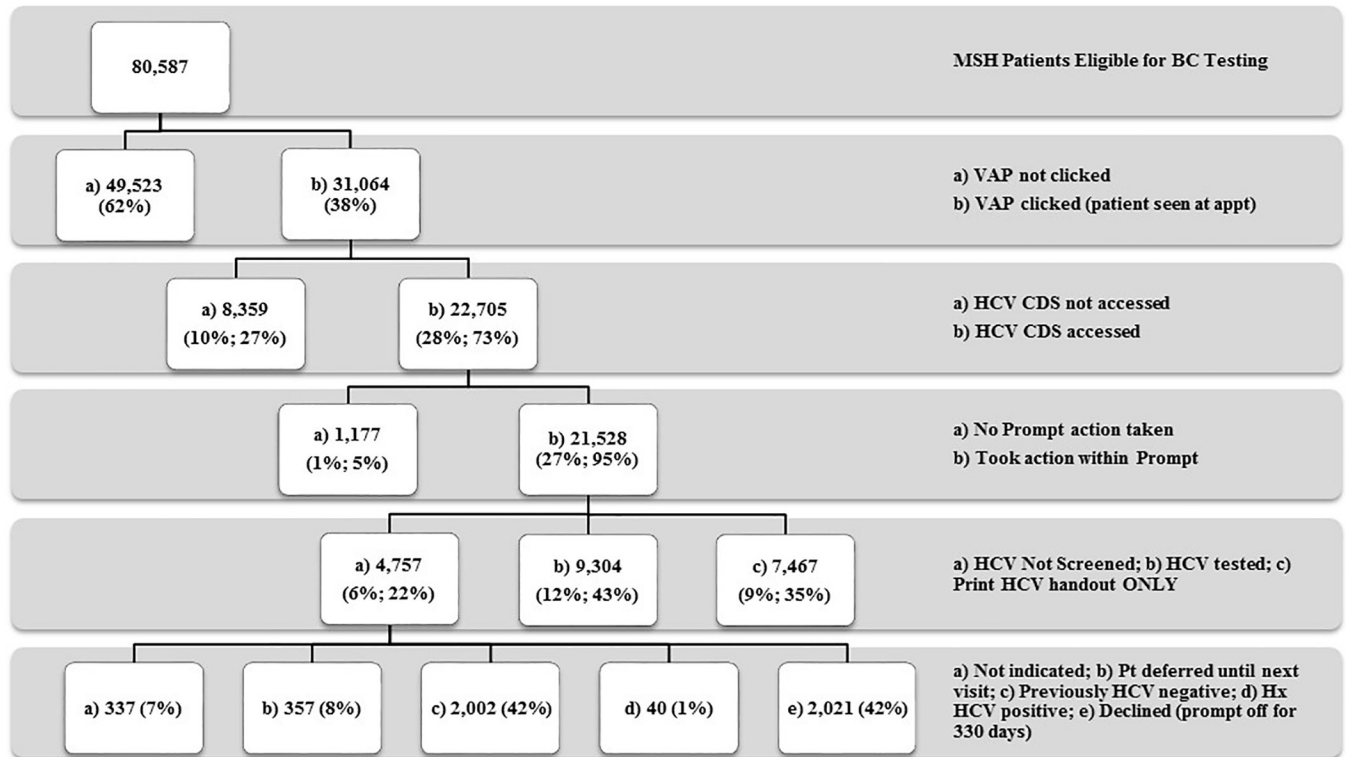 80,587
MSH Patients Eligible for BC Testing
a) 49,523
(62%)
b) 31,064
(38%)
a) VAP not clicked
b) VAP clicked (patient seen at appt)
a) 8,359
(10%; 27%)
b) 22,705
(28%; 73%)
a) HCV CDS not accessed
b) HCV CDS accessed
a) 1,177
(1%; 5%)
b) 21,528
(27%; 95%)
a) No Prompt action taken
b) Took action within Prompt
a) 4,757
(6%; 22%)
b) 9,304
(12%; 43%)
c) 7,467
(9%; 35%)
a) HCV Not Screened; b) HCV tested; c)
Print HCV handout ONLY
a) 337 (7%)
b) 357 (8%)
c) 2,002 (42%)
d) 40 (1%)
e) 2,021 (42%)
a) Not indicated; b) Pt deferred until next
visit; c) Previously HCV negative; d) Hx
HCV positive; e) Declined (prompt off for
330 days)